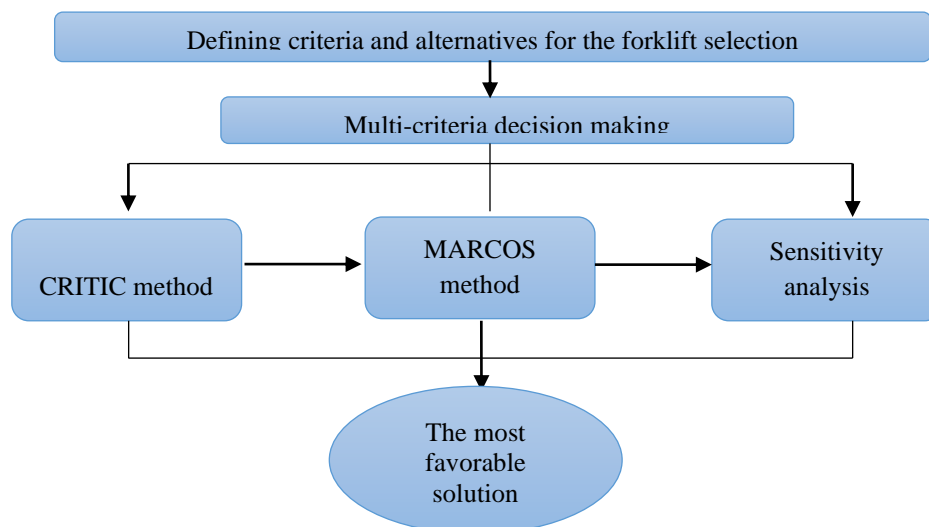 Defining criteria and alternatives for the forklift selection
Multi-criteria decision making
CRITIC method
MARCOS
method
Sensitivity
analysis
The most
favorable
solution